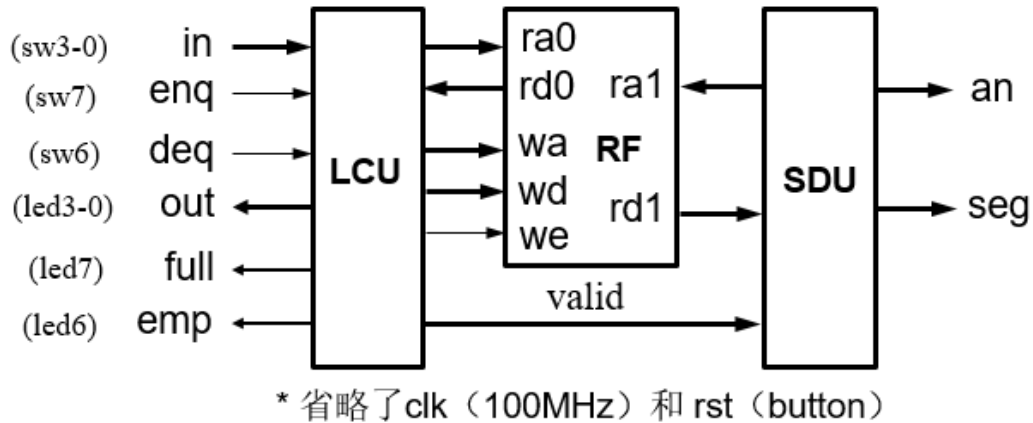 (sw3-0) in
(sw7) enq
(sw6) deq
(led3-0) out
(led7) full
(led6) emp
LCU
ra0
rd0 ra1
wa RF
wd rd1
we
valid
SDU
an
seg
* 省略了clk（100MHz）和 rst（button）